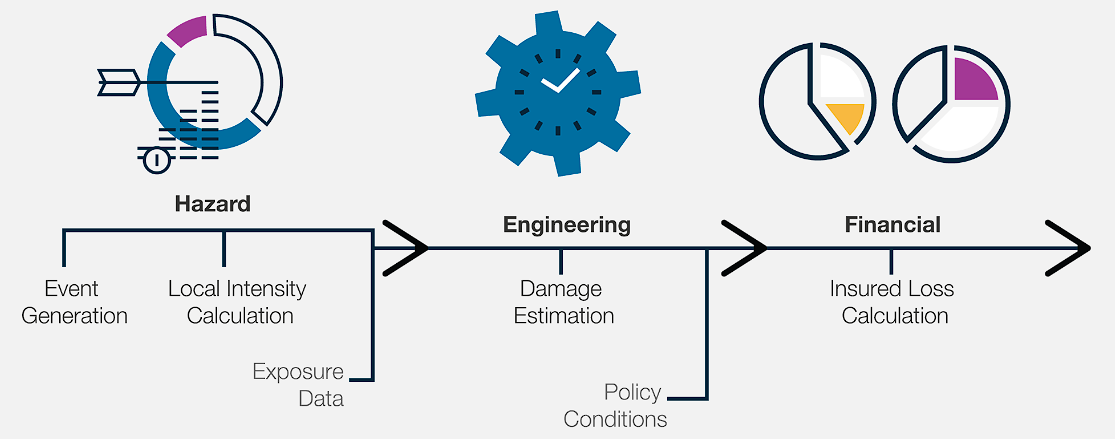 Hazard
Event
Generation
Local Intensity
Calculation
Exposure
Data
Engineering
Damage
Estimation
Policy
Conditions
Financial
Insured Loss
Calculation